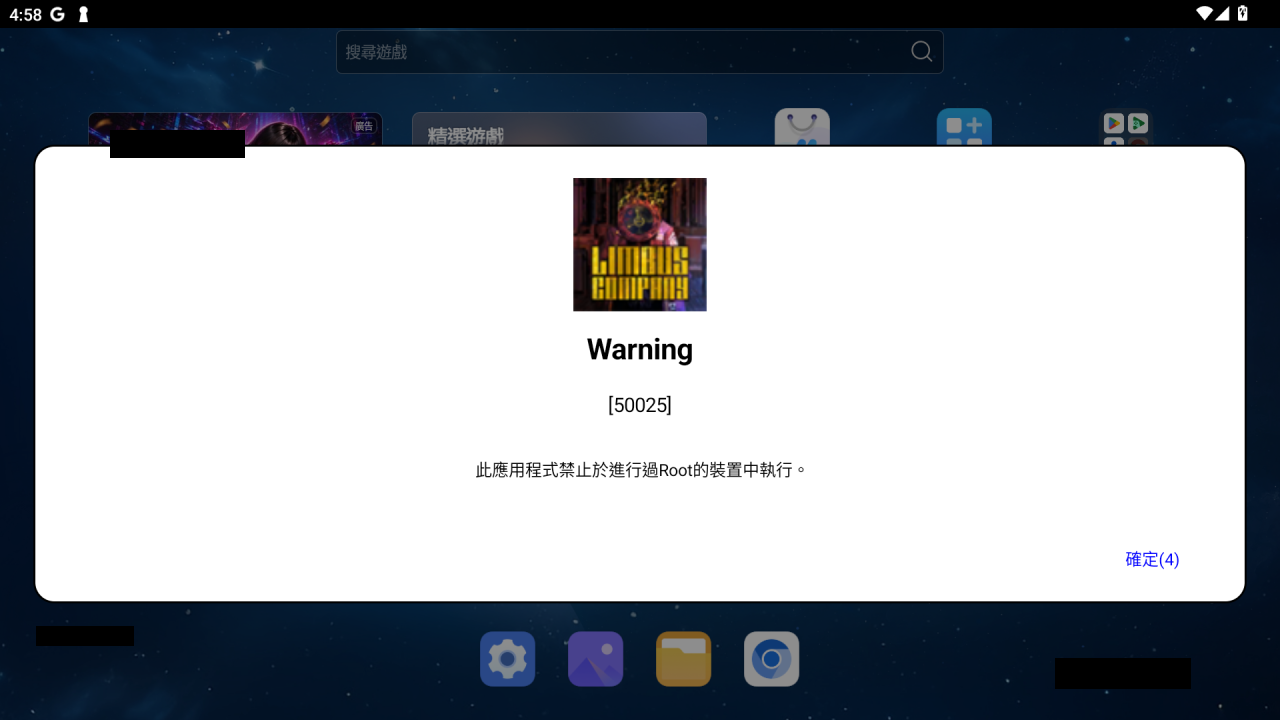 4:58
搜尋遊戲
廣告
精選遊戲
LIMBUS
COMPANY
Warning
[50025]
此應用程式禁止於進行過Root的裝置中執行。
確定(4)